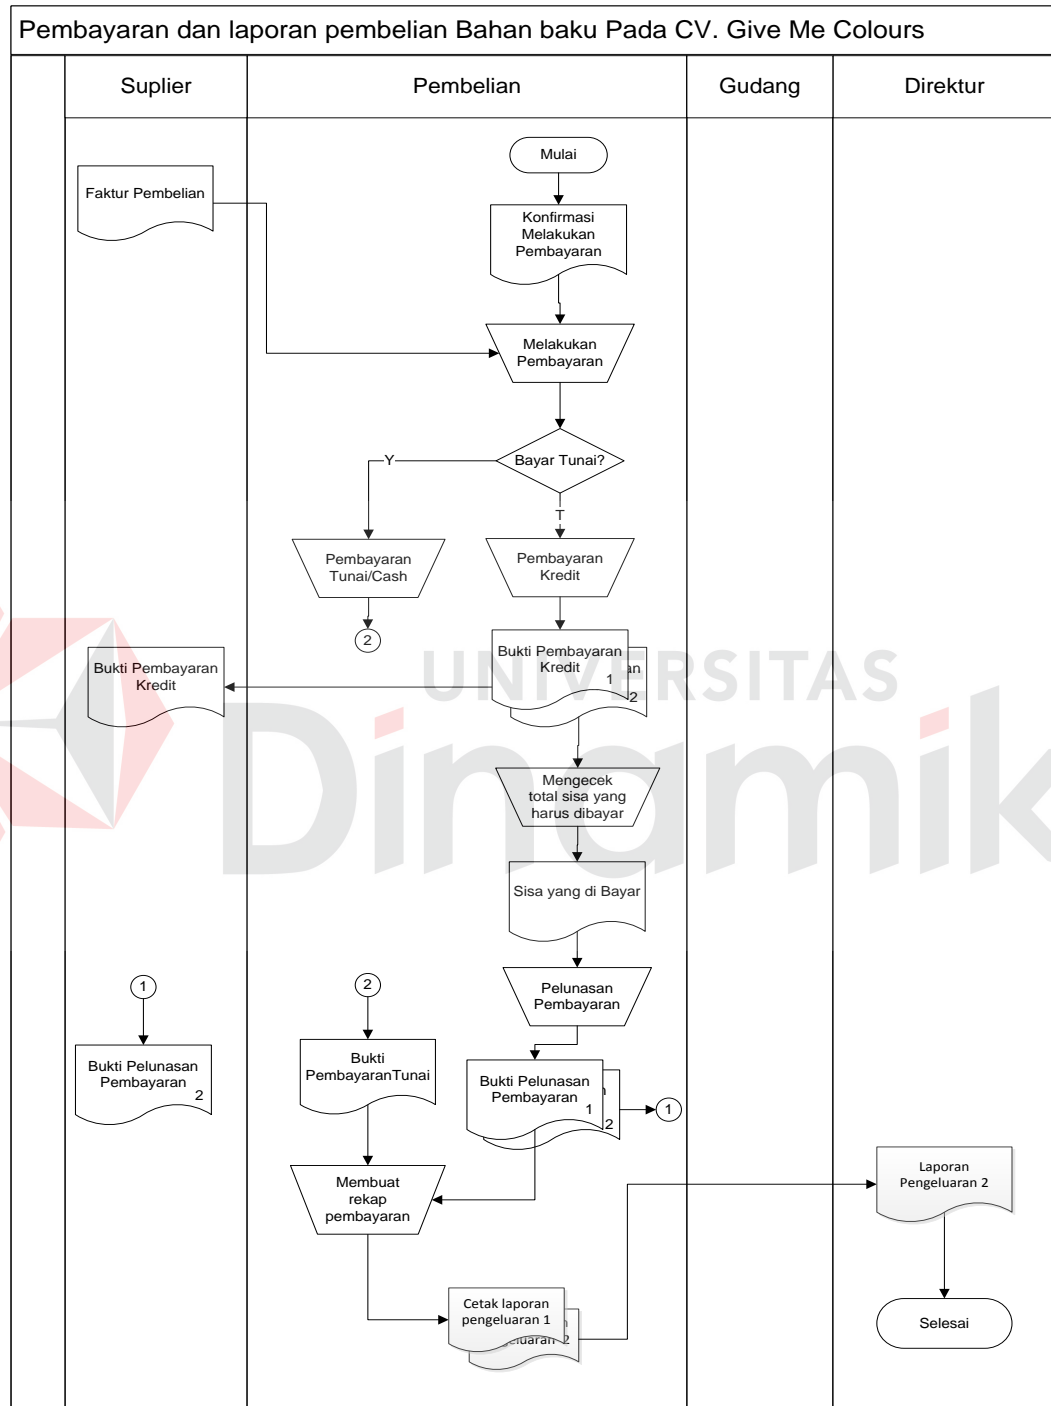 Pembayaran dan laporan pembelian Bahan baku Pada CV. Give Me Colours
Suplier
Pembelian
Gudang
Direktur
Mulai
Faktur Pembelian
Konfirmasi
Melakukan
Pembayaran
Melakukan
Pembayaran
Bayar Tunai?
Y
T
Pembayaran
Tunai/Cash
Pembayaran
Kredit
2
Bukti Pembayaran
Kredit
Bukti Pembayaran
Kredit
1
an
2
UNIVERSITAS
Dinamik
Mengecek
total sisa yang
harus dibayar
Sisa yang di Bayar
1
2
Pelunasan
Pembayaran
Bukti Pelunasan
Pembayaran
2
Bukti
PembayaranTunai
Bukti Pelunasan
Pembayaran
1
2
1
Membuat
rekap
pembayaran
Laporan
Pengeluaran 2
Cetak laporan
pengeluaran 1
geluaran 2
Selesai